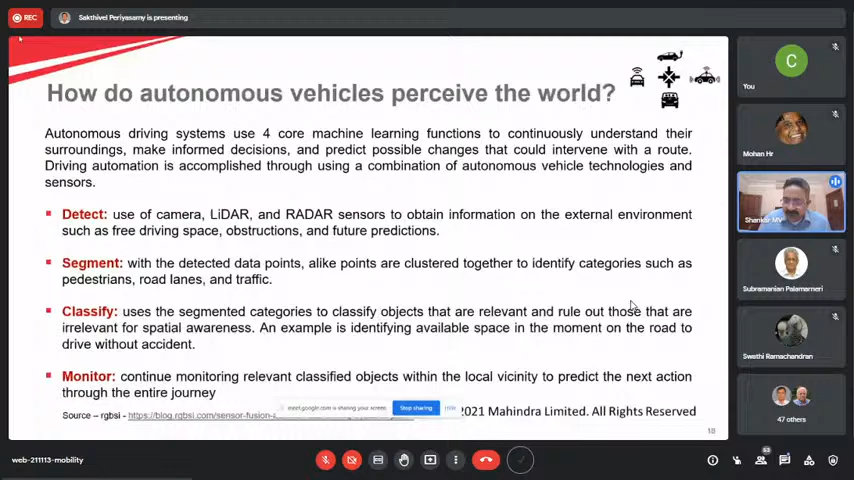 REC
Sakthivel Periyasamy is presenting
How do autonomous vehicles perceive the world?
Autonomous driving systems use 4 core machine learning functions to continuously understand their
surroundings, make informed decisions, and predict possible changes that could intervene with a route.
Driving automation is accomplished through using a combination of autonomous vehicle technologies and
sensors.
▪ Detect: use of camera, LiDAR, and RADAR sensors to obtain information on the external environment
such as free driving space, obstructions, and future predictions.
▪ Segment: with the detected data points, alike points are clustered together to identify categories such as
pedestrians, road lanes, and traffic.
▪ Classify: uses the segmented categories to classify objects that are relevant and rule out those that are
irrelevant for spatial awareness. An example is identifying available space in the moment on the road to
drive without accident.
▪ Monitor: continue monitoring relevant classified objects within the local vicinity to predict the next action
through the entire journey
Source – rgbsi - https://blog.rgbsi.com/sensor-fusion-
meet.google.com is sharing your screen.
Stop sharing
Hide
2021 Mahindra Limited. All Rights Reserved
18
C
You
Mohan Hr
Shankar MV
Subramanian Palamarneri
Swathi Ramachandran
47 others
web-211113-mobility
53